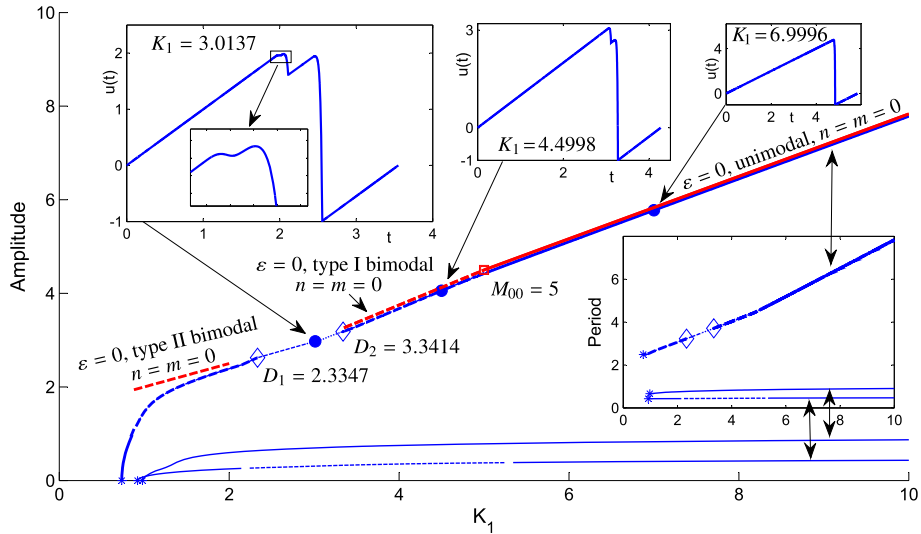 K₁ = 3.0137
u(t)
2
1
0
-1
0
1
2
3
t
4
K₁ = 4.4998
u(t)
3
0
-1
0
2
t
4
K₁ = 6.9996
u(t)
4
2
0
0
2
t
4
6
ε = 0, unimodal, n = m = 0
ε = 0, type I bimodal
n = m = 0
ε = 0, type II bimodal
n = m = 0
M₀₀ = 5
D₂ = 3.3414
D₁ = 2.3347
Period
6
4
2
0
0
2
4
6
8
10
Amplitude
10
8
6
4
2
0
0
2
4
6
8
10
K₁